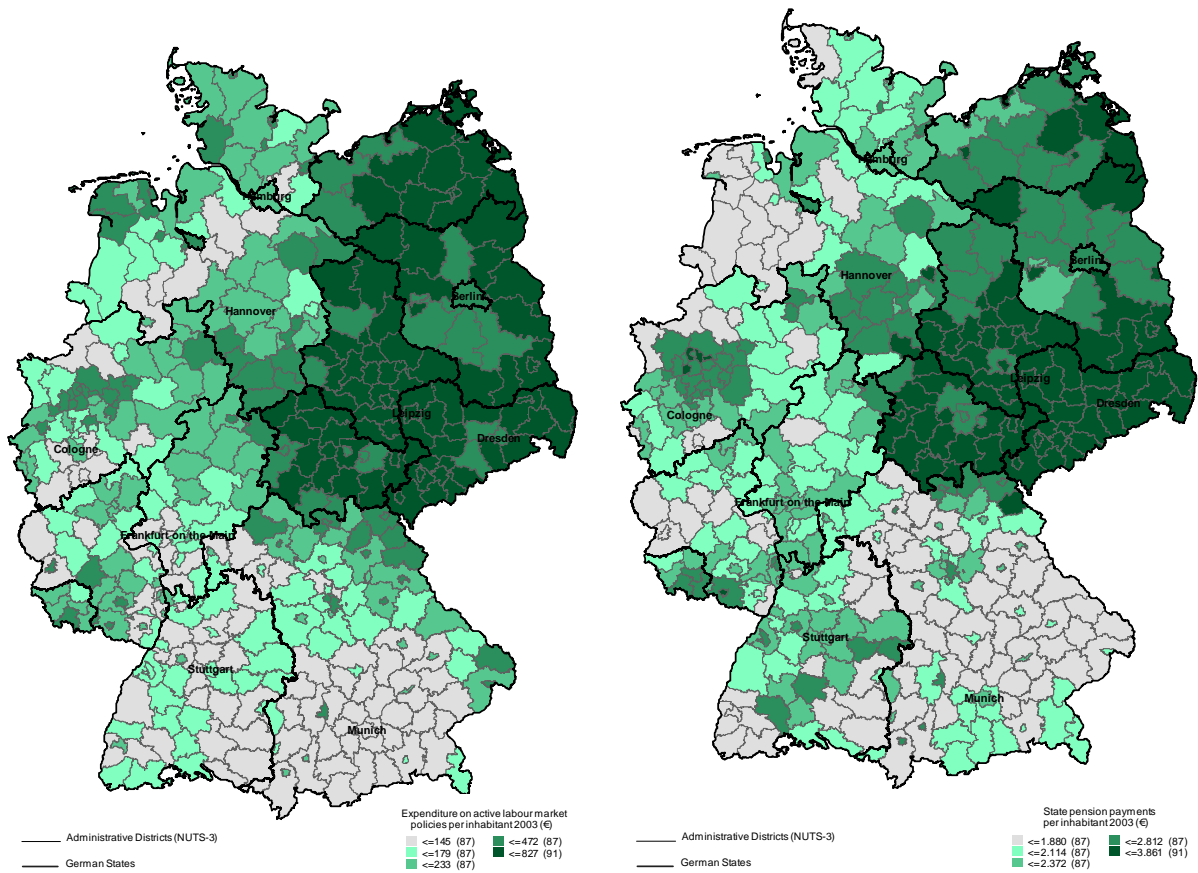 Hamburg
Berlin
Hannover
Leipzig
Dresden
Cologne
Frankfurt on the Main
Stuttgart
Munich
Administrative Districts (NUTS-3)
German States
Expenditure on active labour market
policies per inhabitant 2003 (€)
<=145 (87)
<=179 (87)
<=233 (87)
<=472 (87)
<=827 (91)
Hamburg
Berlin
Hannover
Leipzig
Dresden
Cologne
Frankfurt on the Main
Stuttgart
Munich
Administrative Districts (NUTS-3)
German States
State pension payments
per inhabitant 2003 (€)
<=1.880 (87)
<=2.114 (87)
<=2.372 (87)
<=2.812 (87)
<=3.861 (91)